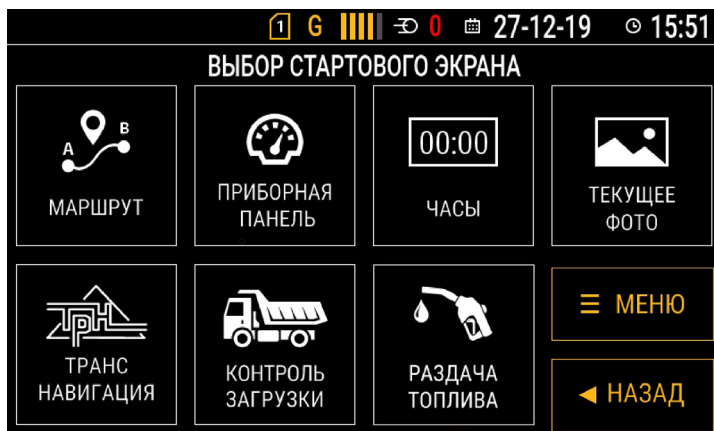 1 G 0 27-12-19 15:51
ВЫБОР СТАРТОВОГО ЭКРАНА
A B
МАРШРУТ
ПРИБОРНАЯ
ПАНЕЛЬ
00:00
ЧАСЫ
ТЕКУЩЕЕ
ФОТО
ТРН
ТРАНС
НАВИГАЦИЯ
КОНТРОЛЬ
ЗАГРУЗКИ
РАЗДАЧА
ТОПЛИВА
МЕНЮ
НАЗАД